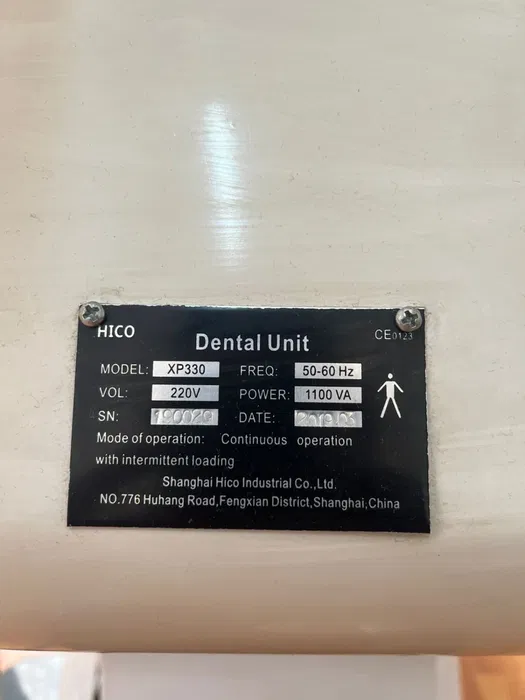 HICO
Dental Unit
CE0123
MODEL: XP330 FREQ: 50-60 Hz
VOL: 220V POWER: 1100 VA
SN: DATE:
Mode of operation: Continuous operation
with intermittent loading
Shanghai Hico Industrial Co.,Ltd.
NO.776 Huhang Road,Fengxian District,Shanghai,China